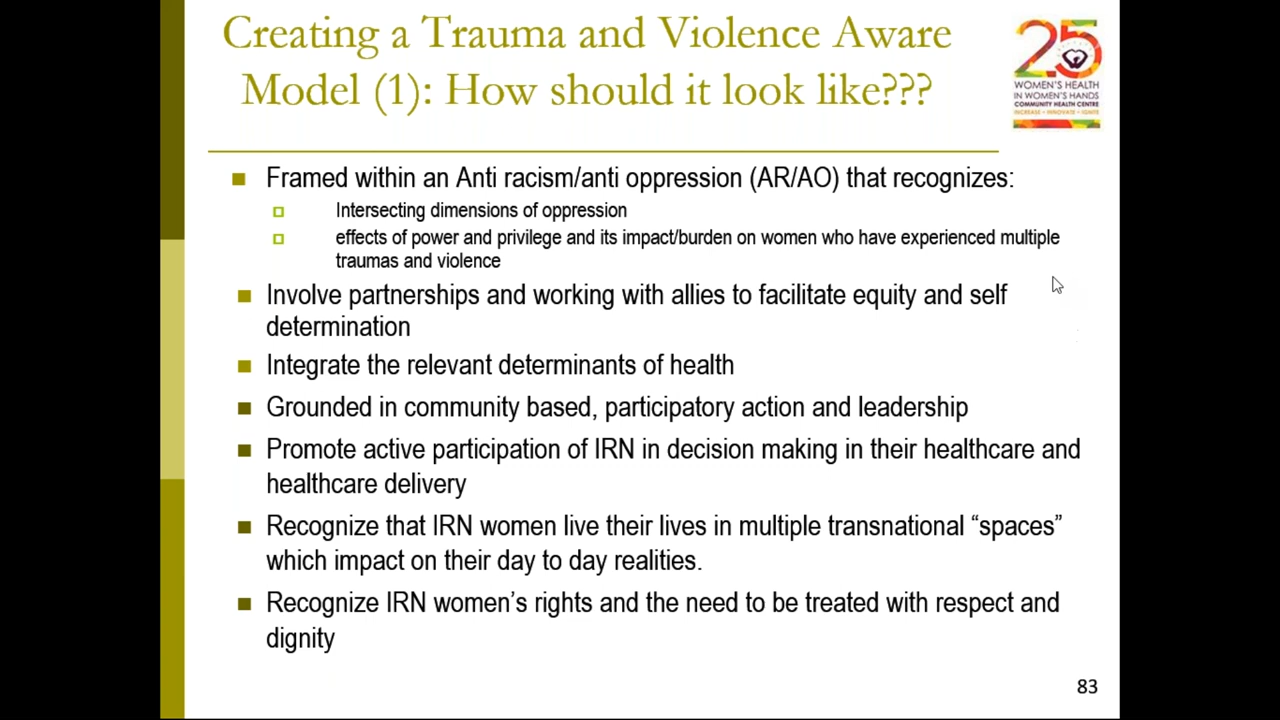 Creating a Trauma and Violence Aware
Model (1): How should it look like???
25
WOMEN'S HEALTH
IN WOMEN'S HANDS
COMMUNITY HEALTH CENTRE
INCREASE • INNOVATE • IGNITE
Framed within an Anti racism/anti oppression (AR/AO) that recognizes:
Intersecting dimensions of oppression
effects of power and privilege and its impact/burden on women who have experienced multiple
traumas and violence
Involve partnerships and working with allies to facilitate equity and self
determination
Integrate the relevant determinants of health
Grounded in community based, participatory action and leadership
Promote active participation of IRN in decision making in their healthcare and
healthcare delivery
Recognize that IRN women live their lives in multiple transnational “spaces”
which impact on their day to day realities.
Recognize IRN women’s rights and the need to be treated with respect and
dignity
83